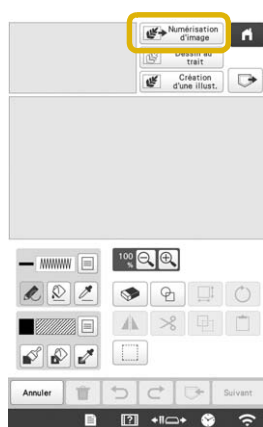 Numérisation
d'image
Dessin au
trait
Création
d'une illust.
100
%
Annuler
Suivant